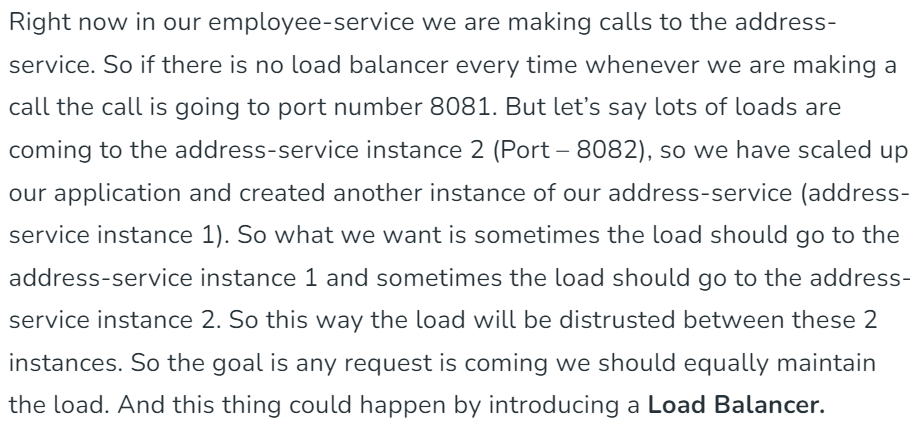 Right now in our employee-service we are making calls to the address-
service. So if there is no load balancer every time whenever we are making a
call the call is going to port number 8081. But let’s say lots of loads are
coming to the address-service instance 2 (Port – 8082), so we have scaled up
our application and created another instance of our address-service (address-
service instance 1). So what we want is sometimes the load should go to the
address-service instance 1 and sometimes the load should go to the address-
service instance 2. So this way the load will be distrusted between these 2
instances. So the goal is any request is coming we should equally maintain
the load. And this thing could happen by introducing a Load Balancer.